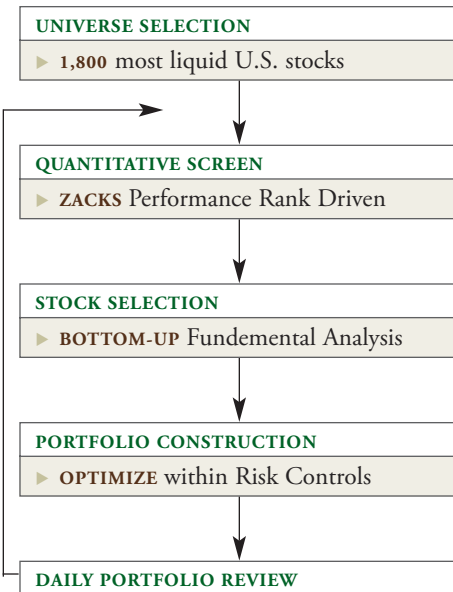 UNIVERSE SELECTION
1,800 most liquid U.S. stocks
QUANTITATIVE SCREEN
ZACKS Performance Rank Driven
STOCK SELECTION
BOTTOM-UP Fundemental Analysis
PORTFOLIO CONSTRUCTION
OPTIMIZE within Risk Controls
DAILY PORTFOLIO REVIEW